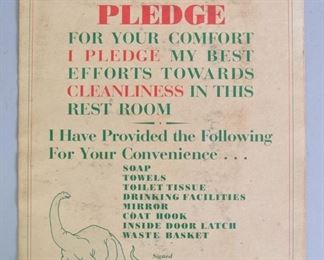 PLEDGE
FOR YOUR COMFORT
I PLEDGE MY BEST
EFFORTS TOWARDS
CLEANLINESS IN THIS
REST ROOM
I Have Provided the Following
For Your Convenience . . .
SOAP
TOWELS
TOILET TISSUE
DRINKING FACILITIES
MIRROR
COAT HOOK
INSIDE DOOR LATCH
WASTE BASKET
Signed